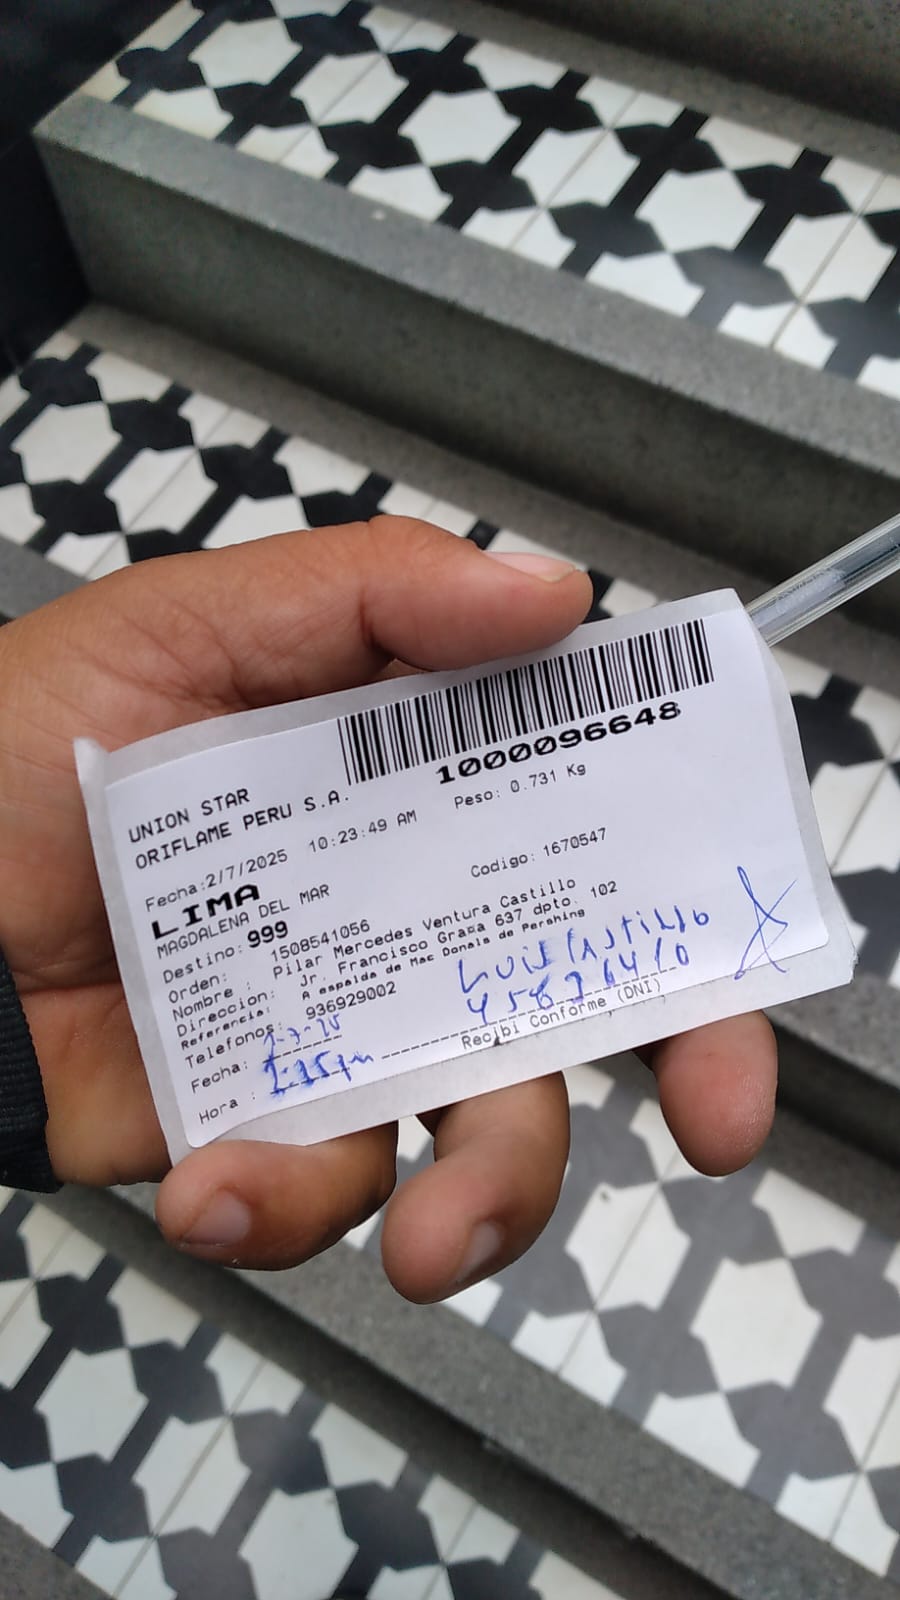 1000096648
UNION STAR
ORIFLAME PERU S.A.
Peso: 0.731 Kg
Fecha:2/7/2025 10:23:49 AM
LIMA
MAGDALENA DEL MAR
Codigo: 1670547
Destino: 999
Orden: 1508541056
Nombre : Pilar Mercedes Ventura Castillo
Direccion: Jr. Francisco Graña 637 dpto. 102
Referencia: A espalda de Mac Donals de Pershing
Telefonos: 936929002
Luis Castillo
Fecha:
Hora :
Recibi Conforme (DNI)